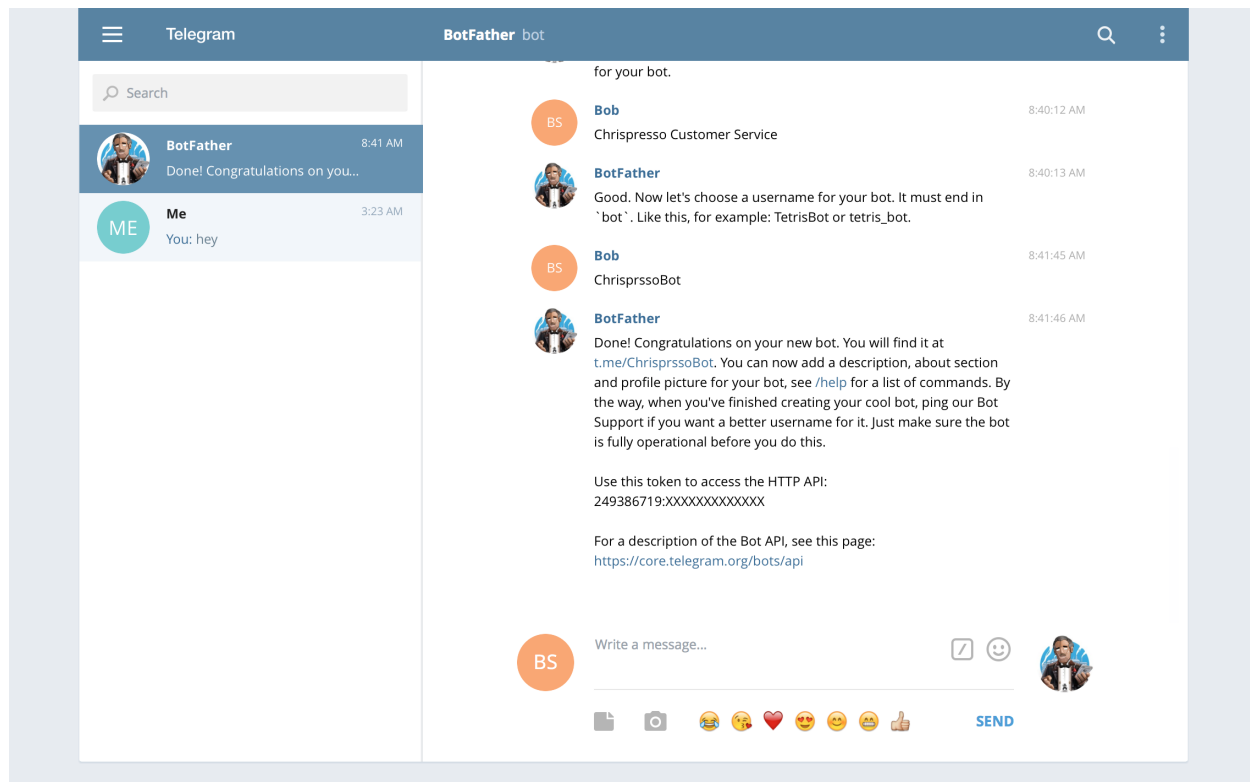 Telegram
BotFather bot
Search
BotFather 8:41 AM
Done! Congratulations on you...
ME
Me 3:23 AM
You: hey
for your bot.
BS
Bob 8:40:12 AM
Chrispresso Customer Service
BotFather 8:40:13 AM
Good. Now let's choose a username for your bot. It must end in
`bot`. Like this, for example: TetrisBot or tetris_bot.
BS
Bob 8:41:45 AM
ChrisprssoBot
BotFather 8:41:46 AM
Done! Congratulations on your new bot. You will find it at
t.me/ChrisprssoBot. You can now add a description, about section
and profile picture for your bot, see /help for a list of commands. By
the way, when you've finished creating your cool bot, ping our Bot
Support if you want a better username for it. Just make sure the bot
is fully operational before you do this.
Use this token to access the HTTP API:
249386719:XXXXXXXXXXXXX
For a description of the Bot API, see this page:
https://core.telegram.org/bots/api
BS
Write a message...
SEND